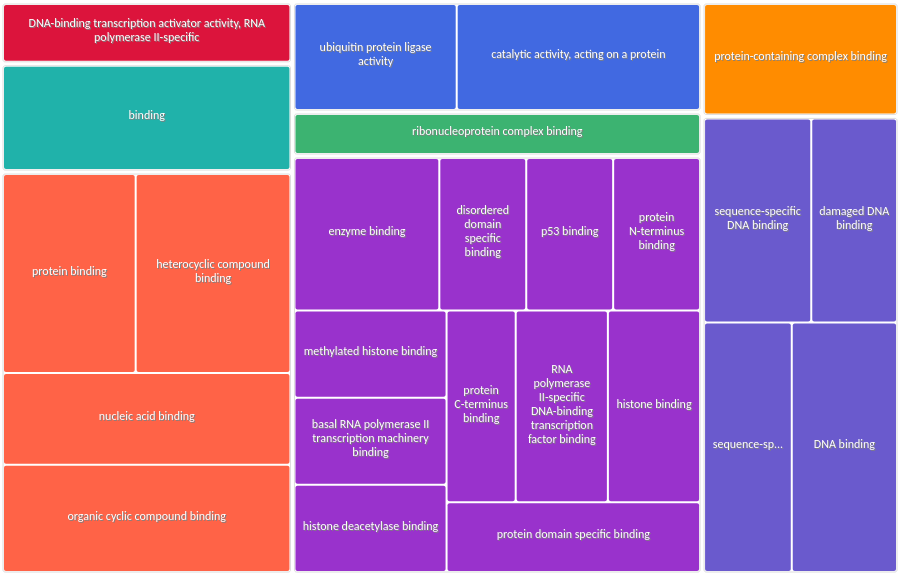 DNA-binding transcription activator activity, RNA
polymerase II-specific
binding
protein binding
heterocyclic compound
binding
nucleic acid binding
organic cyclic compound binding
ubiquitin protein ligase
activity
catalytic activity, acting on a protein
ribonucleoprotein complex binding
enzyme binding
disordered
domain
specific
binding
p53 binding
protein
N-terminus
binding
methylated histone binding
basal RNA polymerase II
transcription machinery
binding
histone deacetylase binding
protein
C-terminus
binding
RNA
polymerase
II-specific
DNA-binding
transcription
factor binding
histone binding
protein domain specific binding
protein-containing complex binding
sequence-specific
DNA binding
damaged DNA
binding
sequence-sp...
DNA binding